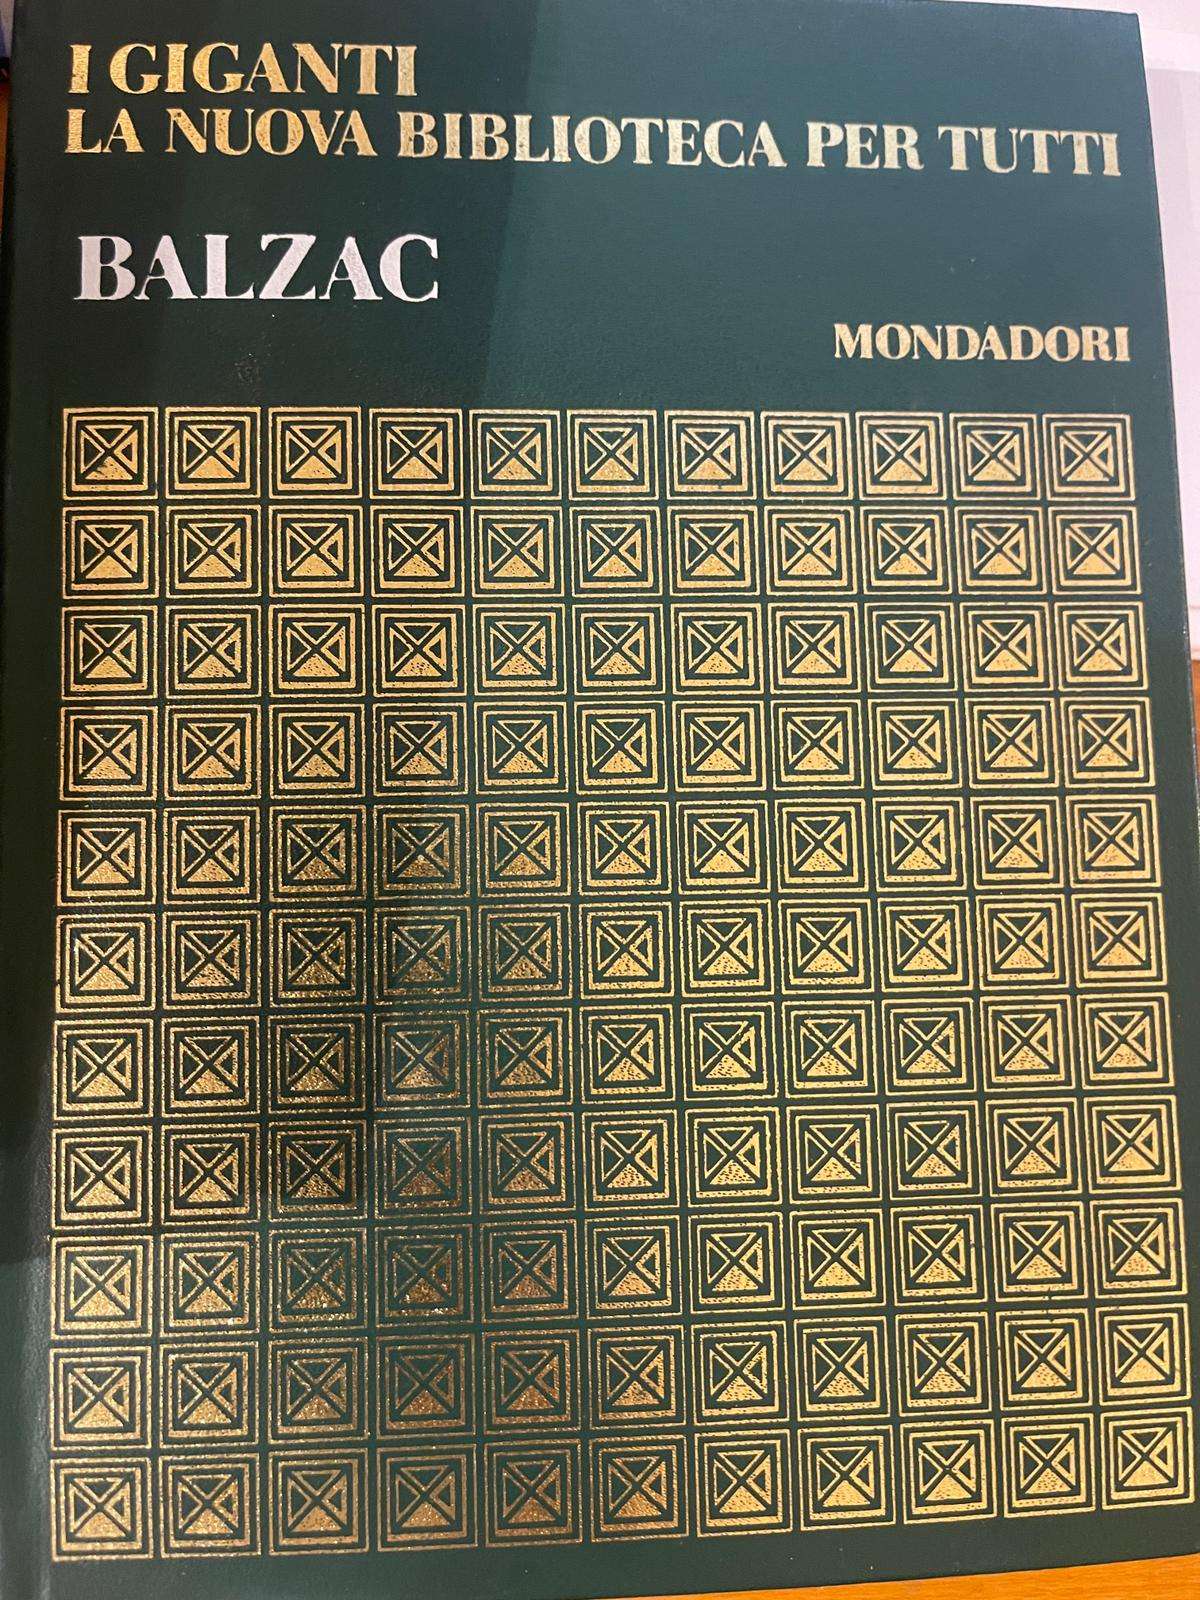 I GIGANTI
LA NUOVA BIBLIOTECA PER TUTTI
BALZAC
MONDADORI